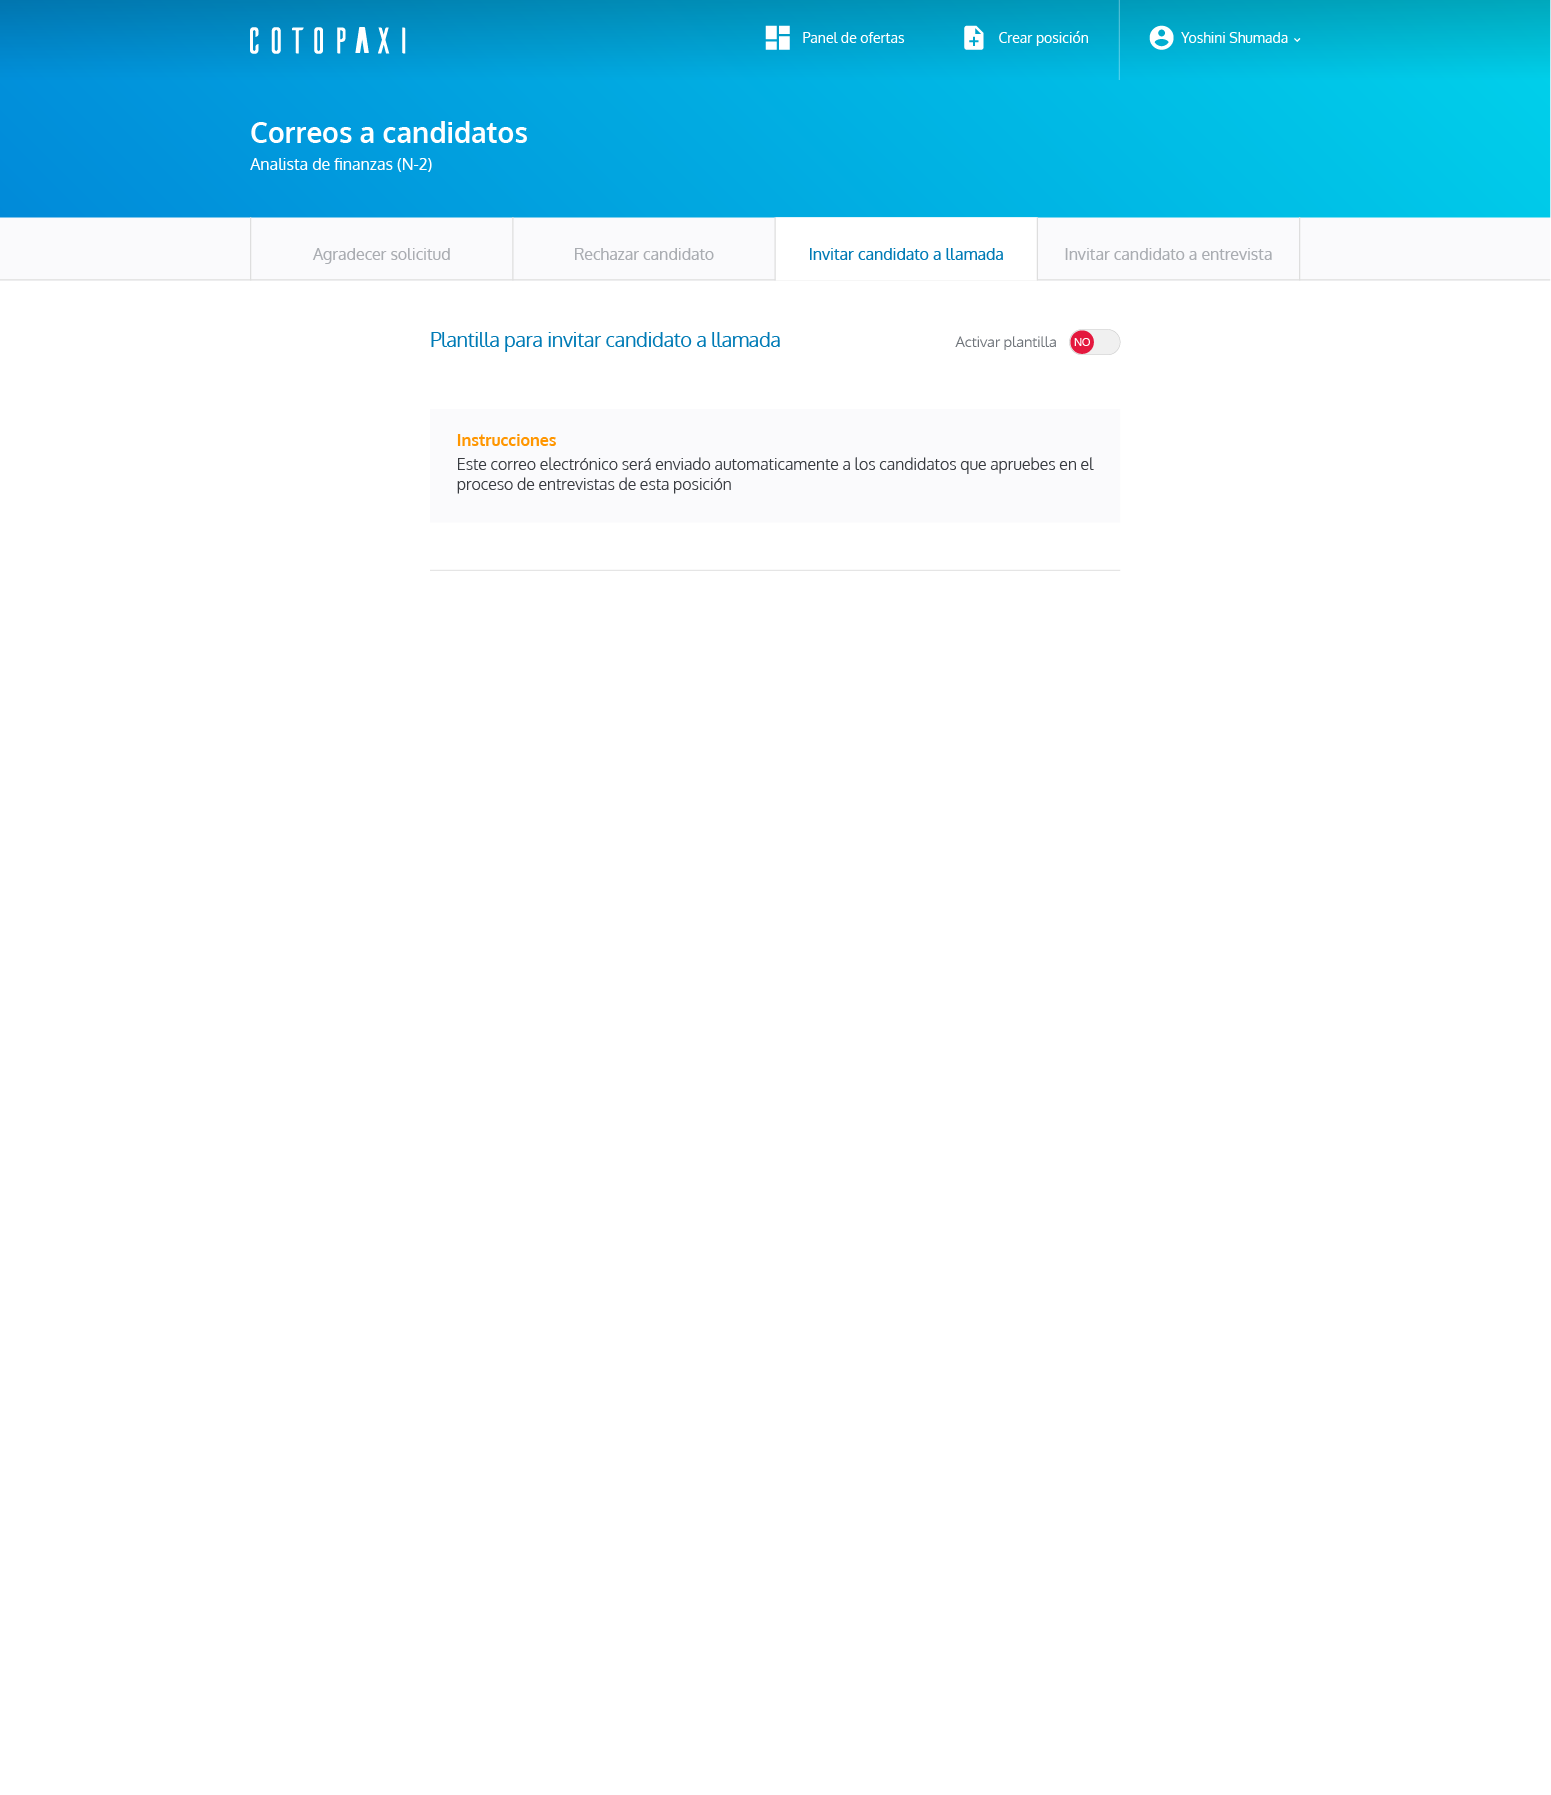 COTOPAXI
Panel de ofertas
Crear posición
Yoshini Shumada
Correos a candidatos
Analista de finanzas (N-2)
Agradecer solicitud
Rechazar candidato
Invitar candidato a llamada
Invitar candidato a entrevista
Plantilla para invitar candidato a llamada
Activar plantilla
NO
Instrucciones
Este correo electrónico será enviado automaticamente a los candidatos que apruebes en el
proceso de entrevistas de esta posición